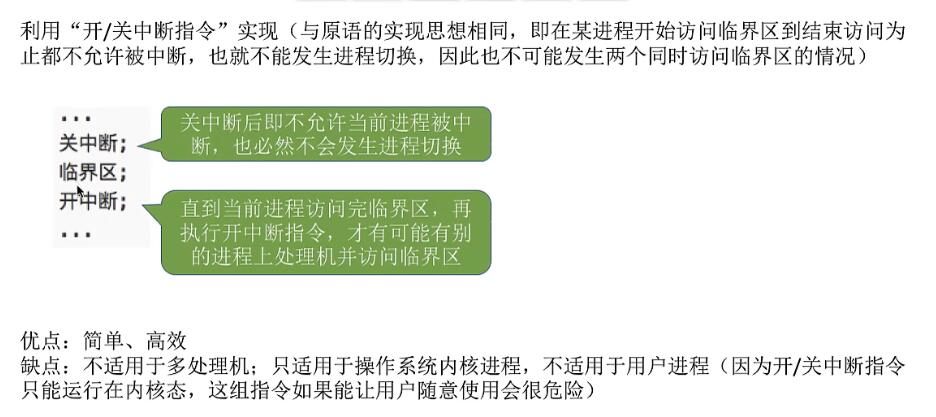 利用“开/关中断指令”实现（与原语的实现思想相同，即在某进程开始访问临界区到结束访问为
止都不允许被中断，也就不能发生进程切换，因此也不可能发生两个同时访问临界区的情况）
...
关中断;
临界区;
开中断;
...
关中断后即不允许当前进程被中
断，也必然不会发生进程切换
直到当前进程访问完临界区，再
执行开中断指令，才有可能有别
的进程上处理机并访问临界区
优点：简单、高效
缺点：不适用于多处理机；只适用于操作系统内核进程，不适用于用户进程（因为开/关中断指令
只能运行在内核态，这组指令如果能让用户随意使用会很危险）